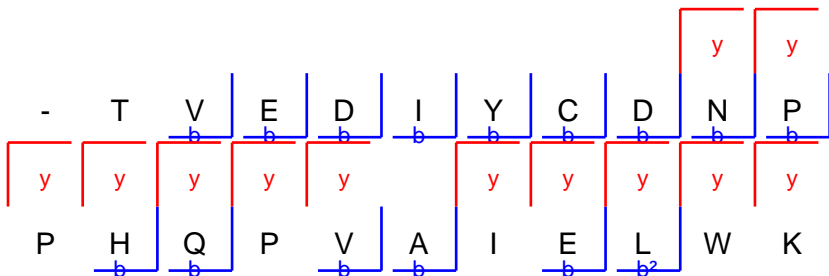 y y
- T V E D I Y C D N P
b b b b b b b b b
y y y y y y y y y y
P H Q P V A I E L W K
b b b b b b²